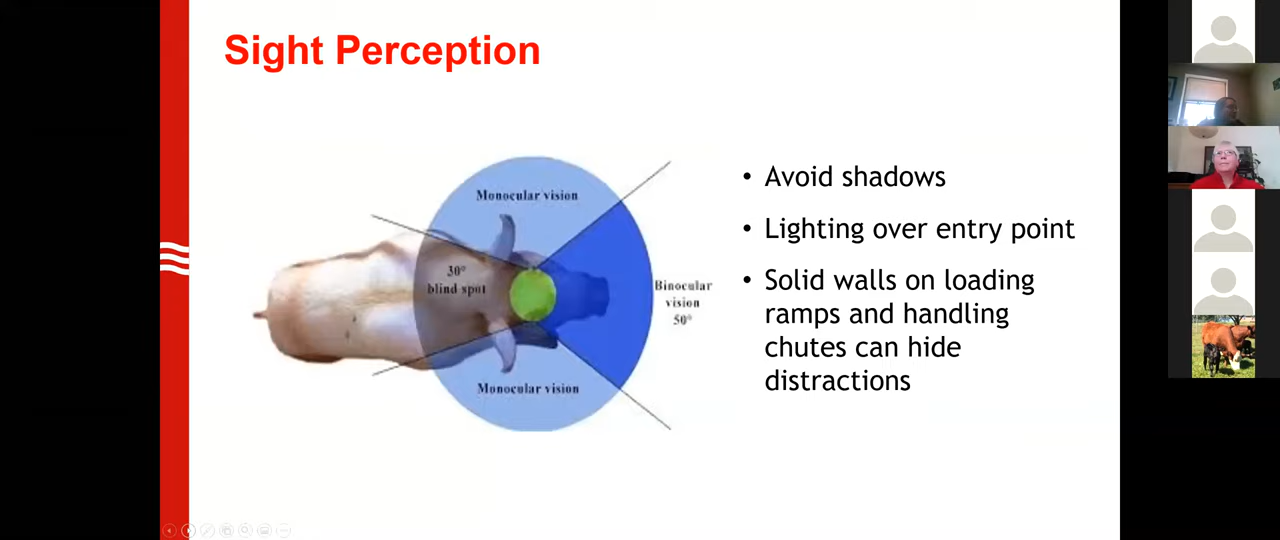 Sight Perception
Monocular vision
30°
blind spot
Binocular
vision
50°
Monocular vision
• Avoid shadows
• Lighting over entry point
• Solid walls on loading
ramps and handling
chutes can hide
distractions